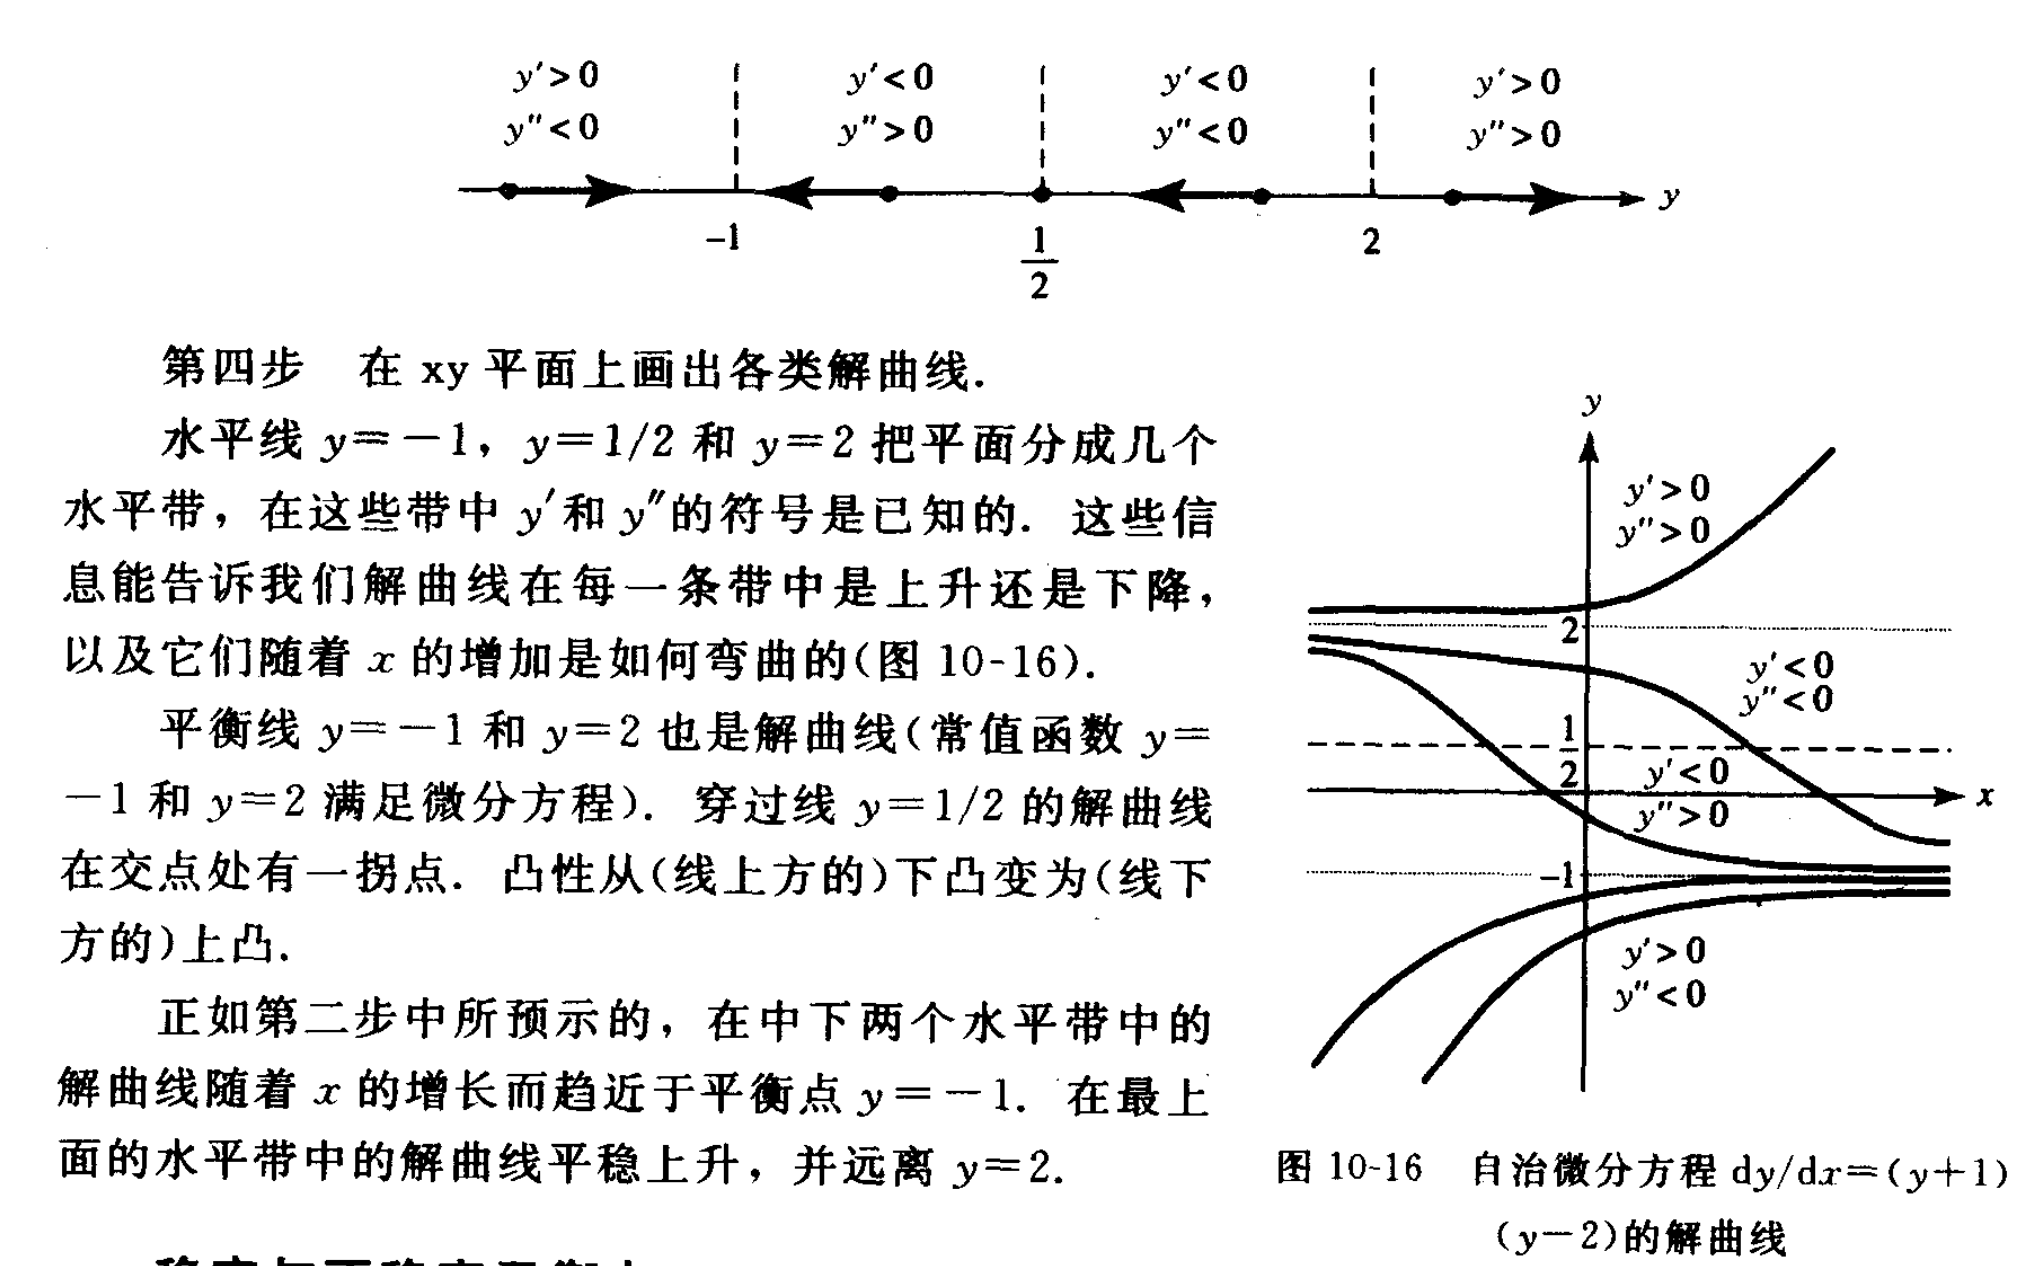 y′>0 y′<0 y′<0 y′>0
y″<0 y″>0 y″<0 y″>0
y
-1 1/2 2
第四步 在 xy 平面上画出各类解曲线.
水平线 y=-1, y=1/2 和 y=2 把平面分成几个
水平带，在这些带中 y′和 y″的符号是已知的. 这些信
息能告诉我们解曲线在每一条带中是上升还是下降，
以及它们随着 x 的增加是如何弯曲的(图 10-16).
平衡线 y=-1 和 y=2 也是解曲线(常值函数 y=
-1 和 y=2 满足微分方程). 穿过线 y=1/2 的解曲线
在交点处有一拐点. 凸性从(线上方的)下凸变为(线下
方的)上凸.
正如第二步中所预示的，在中下两个水平带中的
解曲线随着 x 的增长而趋近于平衡点 y=-1. 在最上
面的水平带中的解曲线平稳上升，并远离 y=2.
y
y′>0
y″>0
2
y′<0
y″<0
1/2
y′<0
x
y″>0
-1
y′>0
y″<0
图 10-16 自治微分方程 dy/dx=(y+1)
(y-2)的解曲线